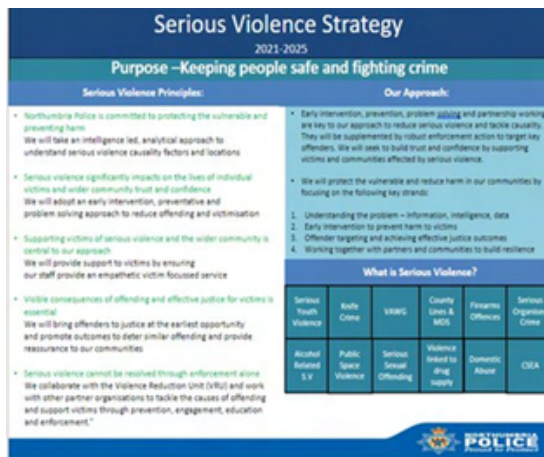 Serious Violence Strategy
2021-2025
Purpose –Keeping people safe and fighting crime
Serious Violence Principles:
Northumbria Police is committed to protecting the vulnerable and
preventing harm
We will take an intelligence led, analytical approach to
understand serious violence causality factors and locations
Serious violence significantly impacts on the lives of individual
victims and wider community trust and confidence
We will adopt an early intervention, preventative and
problem solving approach to reduce offending and victimisation
Supporting victims of serious violence and the wider community is
central to our approach
We will provide support to victims by ensuring
our staff provide an empathetic victim focussed service
Visible consequences of offending and effective justice for victims is
essential
We will bring offenders to justice at the earliest opportunity
and promote outcomes to deter similar offending and provide
reassurance to our communities
Serious violence cannot be resolved through enforcement alone
We collaborate with the Violence Reduction Unit (VRU) and work
with other partner organisations to tackle the causes of offending
and support victims through prevention, engagement, education
and enforcement."
Our Approach:
Early intervention, prevention, problem solving and partnership working
are key to our approach to reduce serious violence and tackle causality.
They will be supplemented by robust enforcement action to target key
offenders. We will seek to build trust and confidence by supporting
victims and communities affected by serious violence.
We will protect the vulnerable and reduce harm in our communities by
focusing on the following key strands:
1. Understanding the problem – information, intelligence, data
2. Early Intervention to prevent harm to victims
3. Offender targeting and achieving effective justice outcomes
4. Working together with partners and communities to build resilience
What is Serious Violence?
Serious
Youth
Violence
Knife
Crime
VAWG
County
Lines &
MDS
Firearms
Offences
Serious
Organised
Crime
Alcohol
Related
S.V
Public
Space
Violence
Serious
Sexual
Offending
Violence
linked to
drug
supply
Domestic
Abuse
CSEA
NORTHUMBRIA
POLICE
Proud to Protect